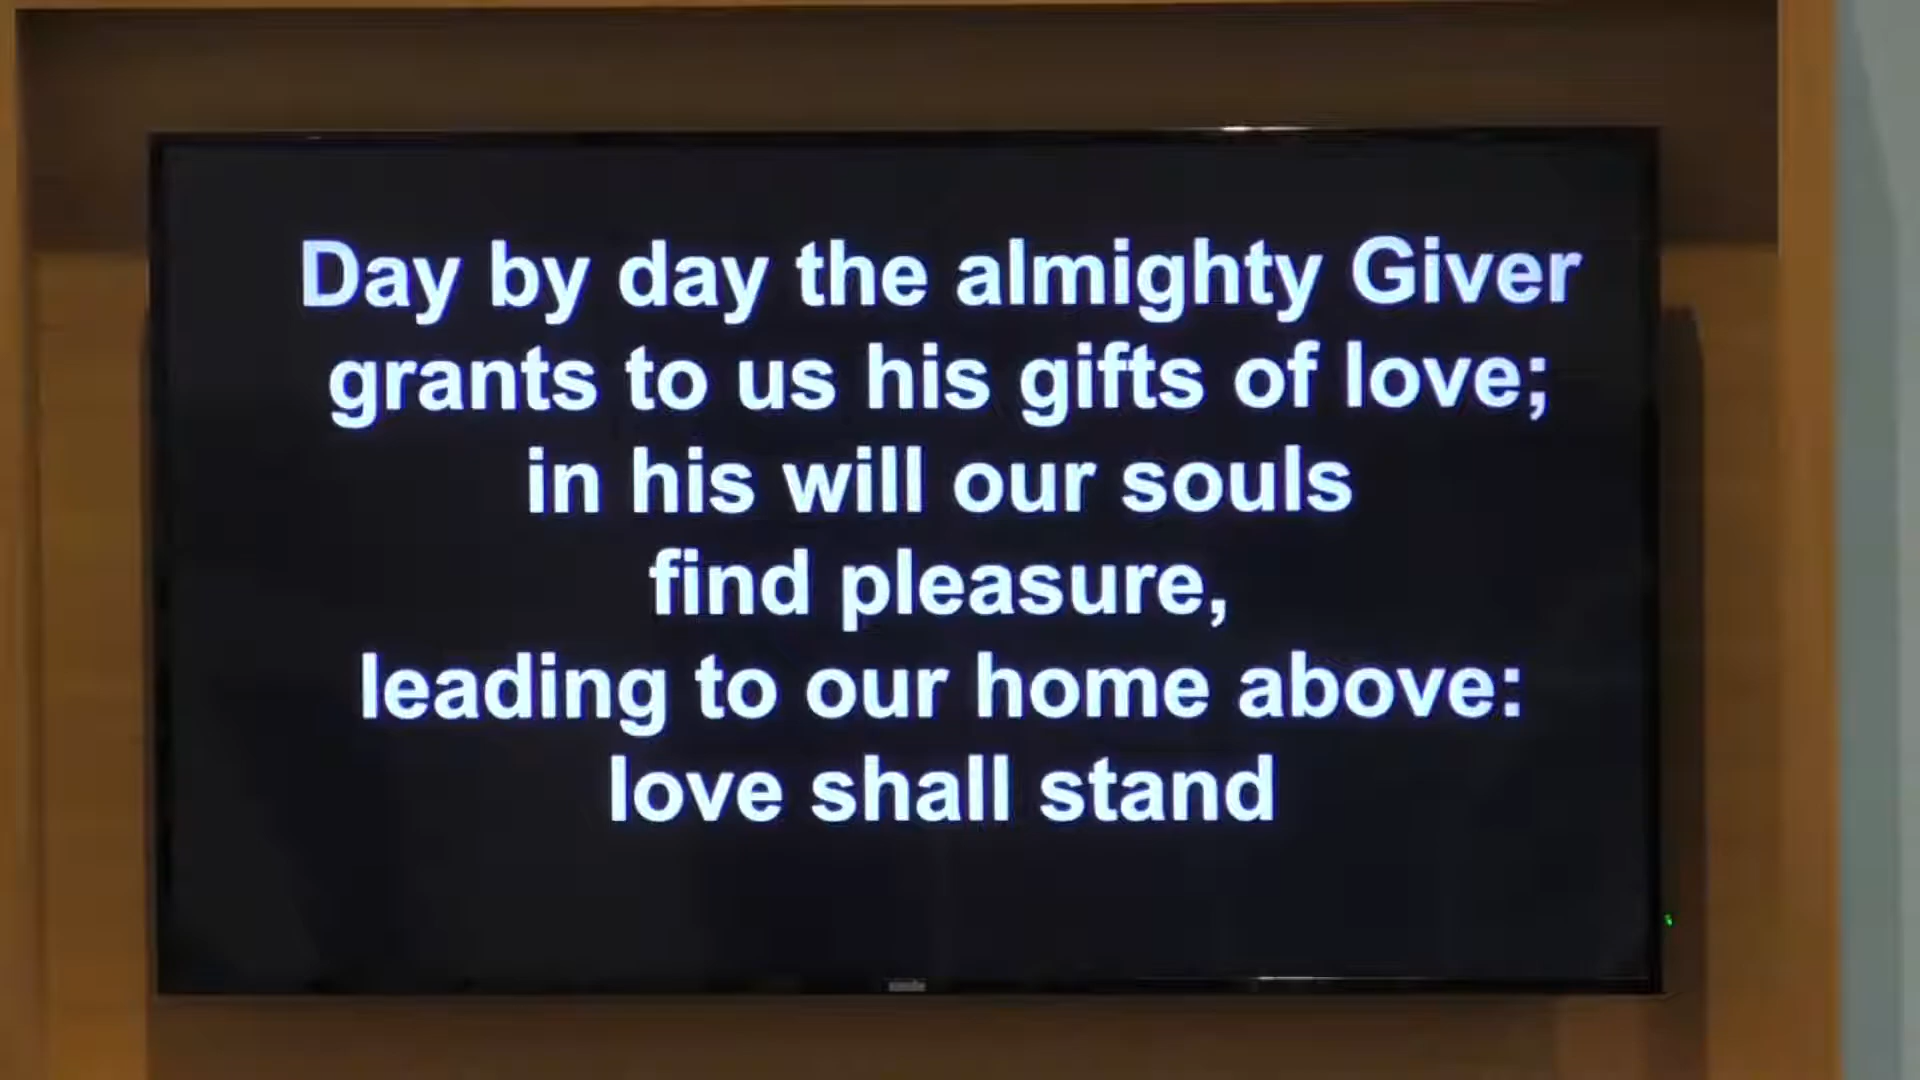 Day by day the almighty Giver
grants to us his gifts of love;
in his will our souls
find pleasure,
leading to our home above:
love shall stand